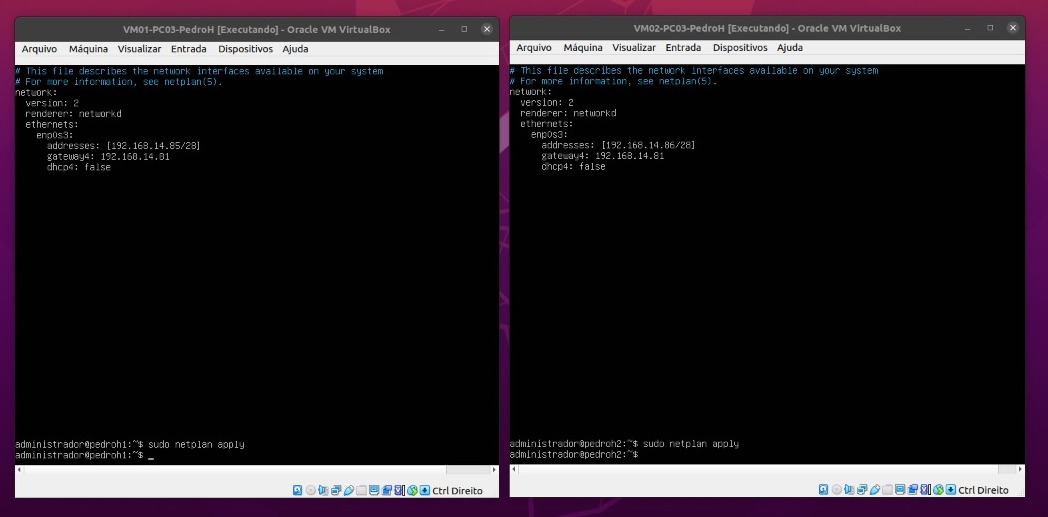 VM01-PC03-PedroH [Executando] - Oracle VM VirtualBox
Arquivo Máquina Visualizar Entrada Dispositivos Ajuda
# This file describes the network interfaces available on your system
# For more information, see netplan(5).
network:
  version: 2
  renderer: networkd
  ethernets:
    enp0s3:
      addresses: [192.168.14.85/28]
      gateway4: 192.168.14.81
      dhcp4: false
administrador@pedroh1:~$ sudo netplan apply
administrador@pedroh1:~$ _
Ctrl Direito
VM02-PC03-PedroH [Executando] - Oracle VM VirtualBox
Arquivo Máquina Visualizar Entrada Dispositivos Ajuda
# This file describes the network interfaces available on your system
# For more information, see netplan(5).
network:
  version: 2
  renderer: networkd
  ethernets:
    enp0s3:
      addresses: [192.168.14.86/28]
      gateway4: 192.168.14.81
      dhcp4: false
administrador@pedroh2:~$ sudo netplan apply
administrador@pedroh2:~$
Ctrl Direito